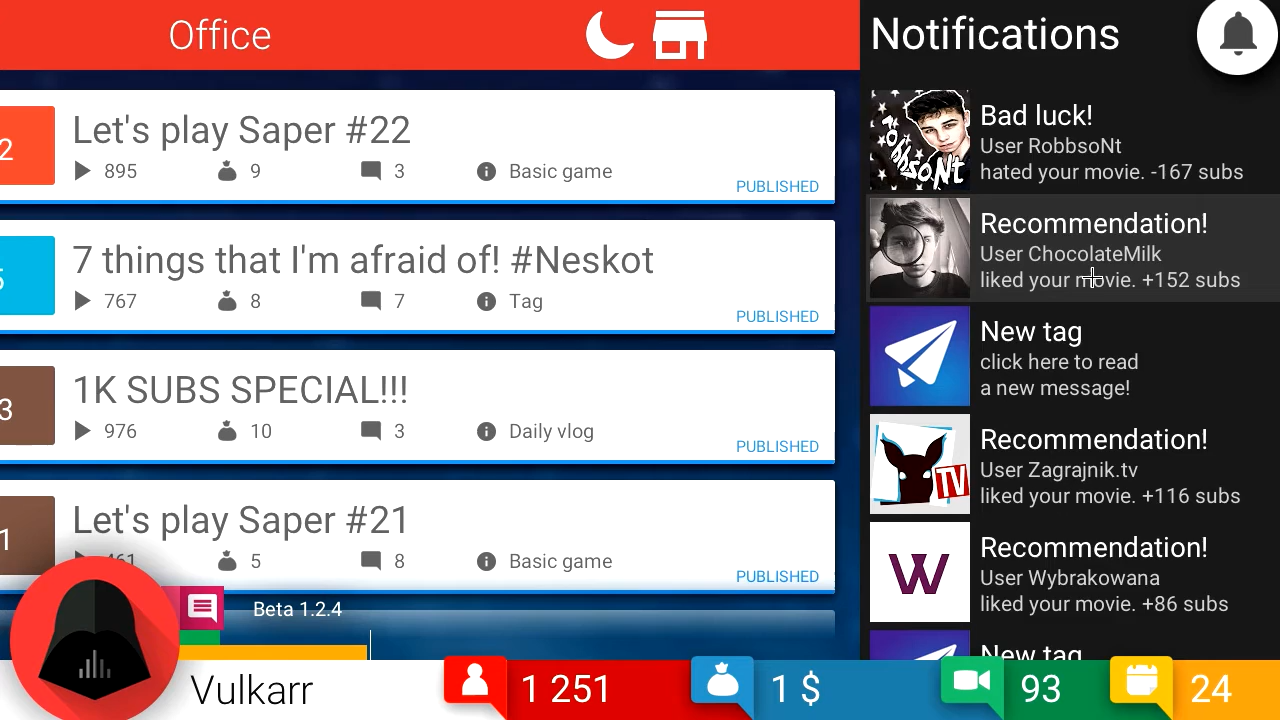 Office
Notifications
2
Let's play Saper #22
895
9
3
Basic game
PUBLISHED
7 things that I'm afraid of! #Neskot
767
8
7
Tag
PUBLISHED
3
1K SUBS SPECIAL!!!
976
10
3
Daily vlog
PUBLISHED
1
Let's play Saper #21
461
5
8
Basic game
PUBLISHED
Bad luck!
User RobbsoNt
hated your movie. -167 subs
RobbsoNt
Recommendation!
User ChocolateMilk
liked your movie. +152 subs
New tag
click here to read
a new message!
Recommendation!
User Zagrajnik.tv
liked your movie. +116 subs
TV
Recommendation!
User Wybrakowana
liked your movie. +86 subs
W
New tag
Beta 1.2.4
Vulkarr
1 251
1 $
93
24